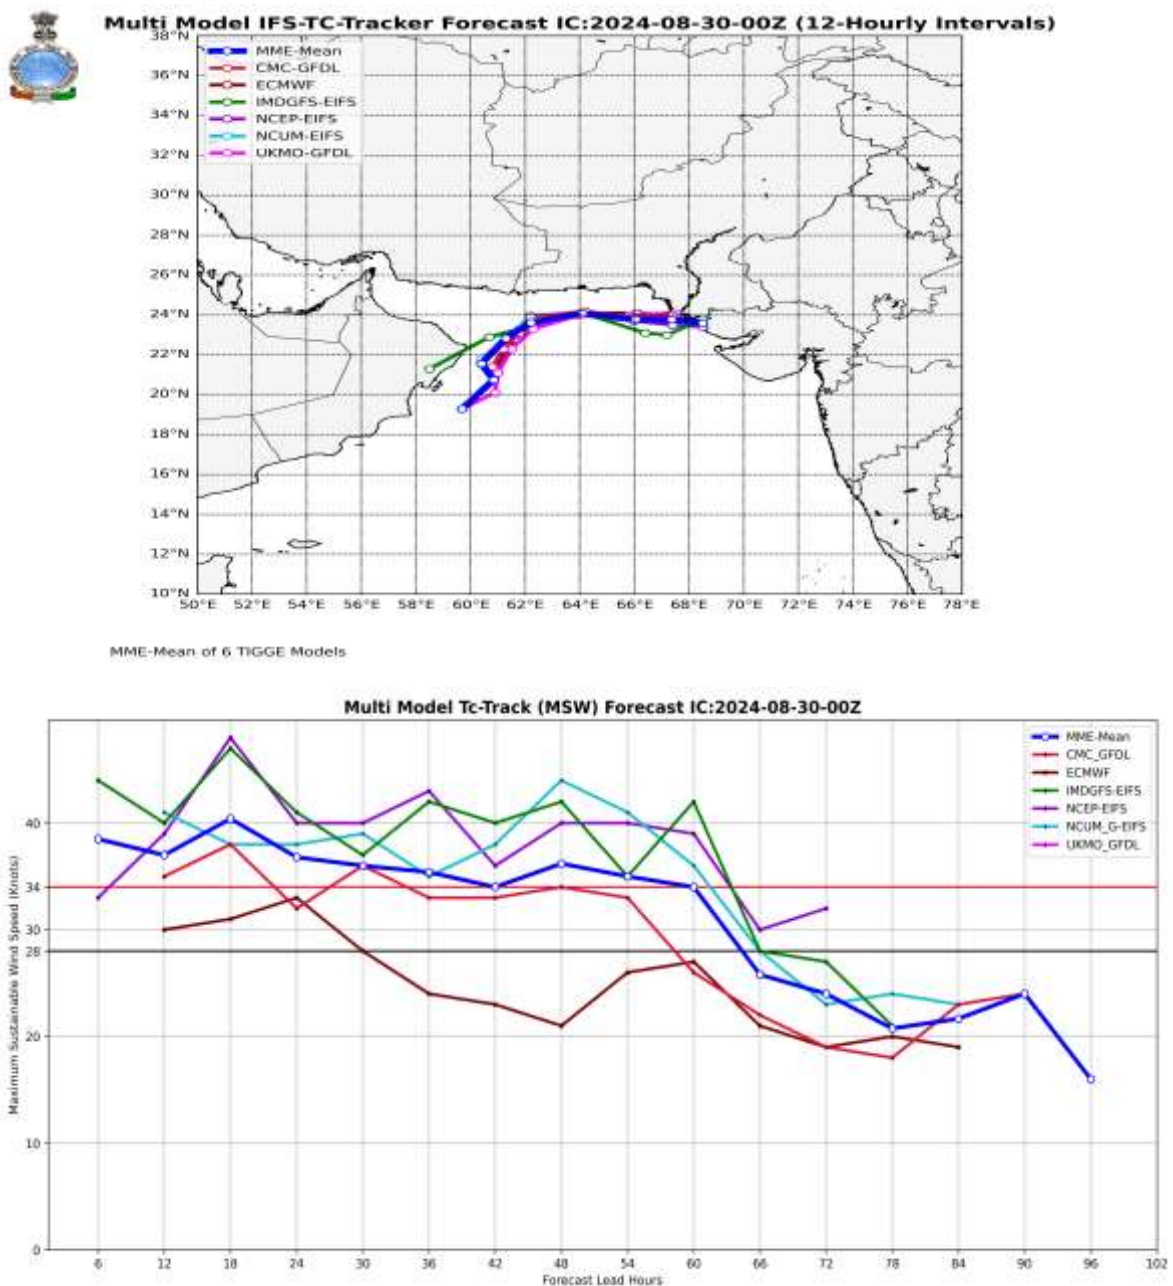 Multi Model IFS-TC-Tracker Forecast IC:2024-08-30-00Z (12-Hourly Intervals)
38°N
36°N
34°N
32°N
30°N
28°N
26°N
24°N
22°N
20°N
18°N
16°N
14°N
12°N
10°N
MME-Mean
CMC-GFDL
ECMWF
IMDGFS-EIFS
NCEP-EIFS
NCUM-EIFS
UKMO-GFDL
50°E 52°E 54°E 56°E 58°E 60°E 62°E 64°E 66°E 68°E 70°E 72°E 74°E 76°E 78°E
MME-Mean of 6 TIGGE Models
Multi Model Tc-Track (MSW) Forecast IC:2024-08-30-00Z
MME-Mean
CMC_GFDL
ECMWF
IMDGFS-EIFS
NCEP-EIFS
NCUM_G-EIFS
UKMO_GFDL
Maximum Sustainable Wind Speed (Knots)
40
34
30
28
20
10
0
6 12 18 24 30 36 42 48 54 60 66 72 78 84 90 96 102
Forecast Lead Hours